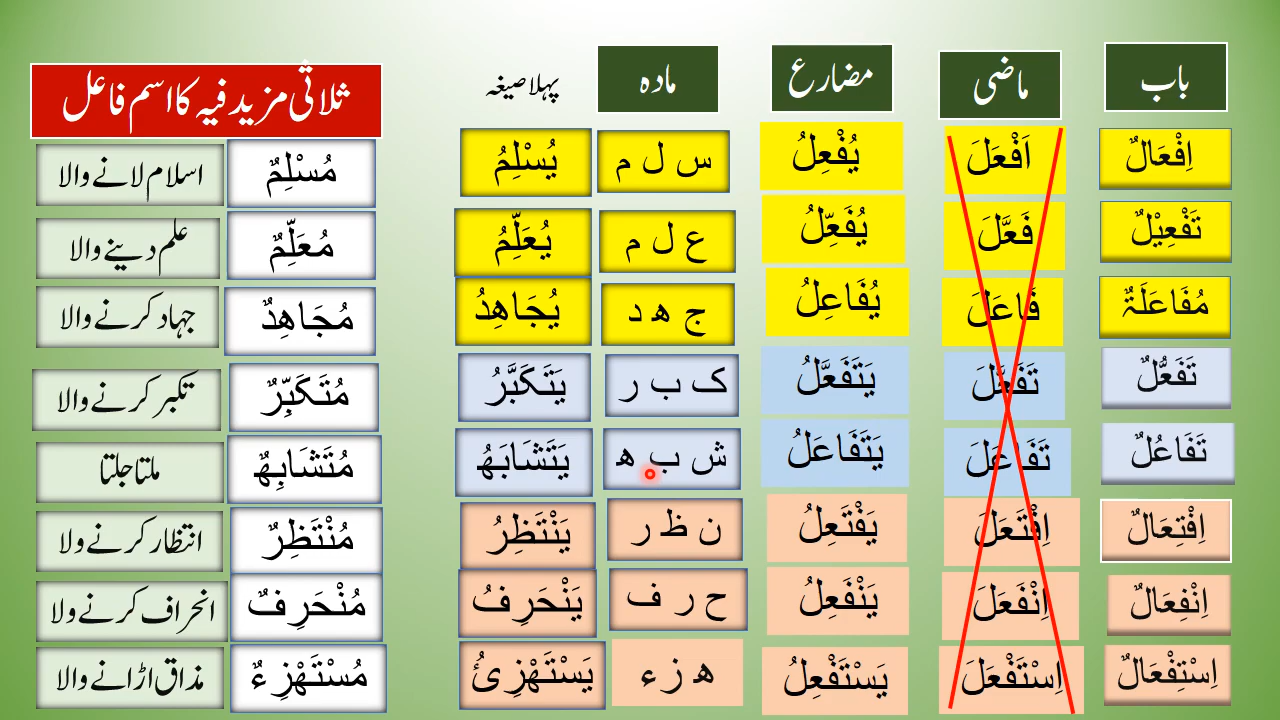 باب ماضی مضارع مادہ پہلا صیغہ ثلاثی مزید فیہ کا اسم فاعل
اِفْعَالٌ اَفْعَلَ يُفْعِلُ س ل م يُسْلِمُ مُسْلِمٌ اسلام لانے والا
تَفْعِيْلٌ فَعَّلَ يُفَعِّلُ ع ل م يُعَلِّمُ مُعَلِّمٌ علم دینے والا
مُفَاعَلَۃٌ فَاعَلَ يُفَاعِلُ ج ھ د يُجَاهِدُ مُجَاهِدٌ جہاد کرنے والا
تَفَعُّلٌ تَفَعَّلَ يَتَفَعَّلُ ک ب ر يَتَكَبَّرُ مُتَكَبِّرٌ تکبر کرنے والا
تَفَاعُلٌ تَفَاعَلَ يَتَفَاعَلُ ش ب ھ يَتَشَابَهُ مُتَشَابِهٌ ملتا جلتا
اِفْتِعَالٌ اِفْتَعَلَ يَفْتَعِلُ ن ظ ر يَنْتَظِرُ مُنْتَظِرٌ انتظار کرنے ولا
اِنْفِعَالٌ اِنْفَعَلَ يَنْفَعِلُ ح ر ف يَنْحَرِفُ مُنْحَرِفٌ انحراف کرنے ولا
اِسْتِفْعَالٌ اِسْتَفْعَلَ يَسْتَفْعِلُ ھ ز ء يَسْتَهْزِئُ مُسْتَهْزِءٌ مذاق اڑانے والا